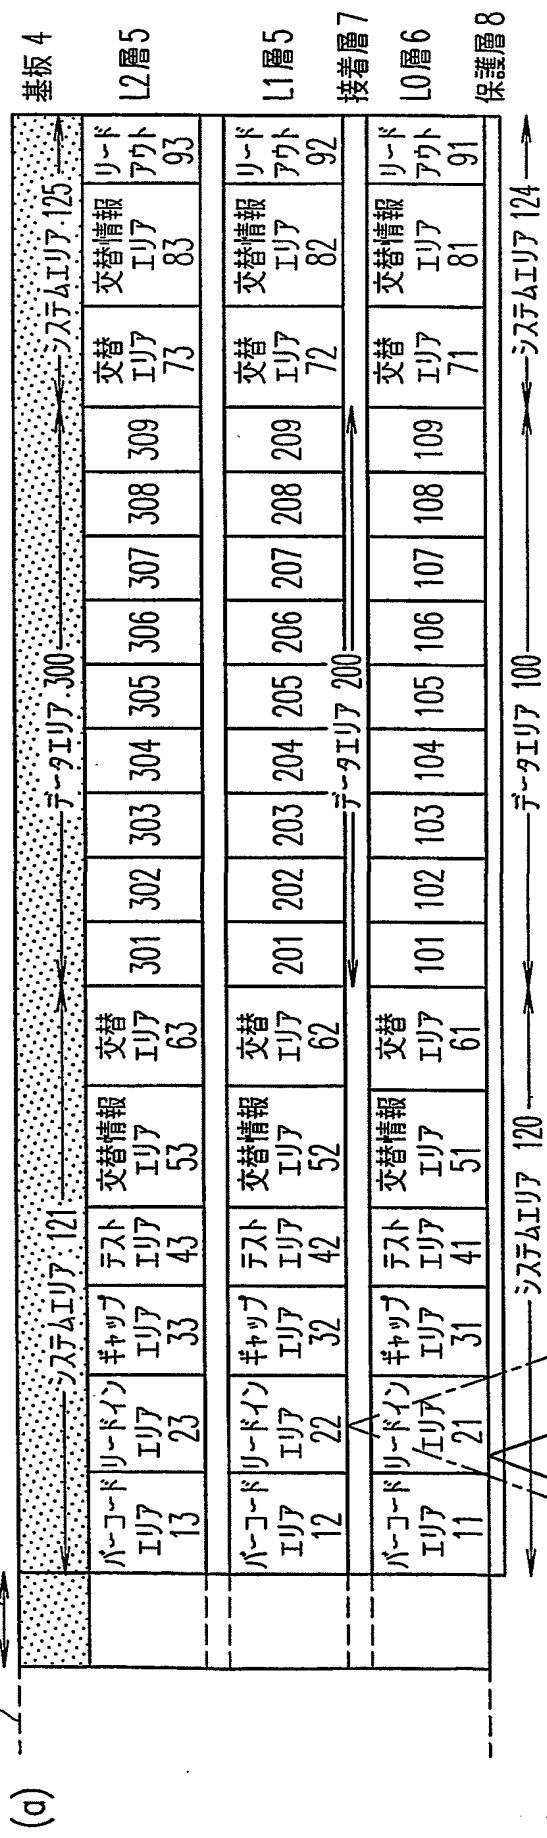 (a)
基板 4
システムエリア 121
データエリア 300
システムエリア 125
L2層5
バーコード
エリア
13
リードイン
エリア
23
ギャップ
エリア
33
テスト
エリア
43
交替情報
エリア
53
交替
エリア
63
301
302
303
304
305
306
307
308
309
交替
エリア
73
交替情報
エリア
83
リード
アウト
93
L1層5
バーコード
エリア
12
リードイン
エリア
22
ギャップ
エリア
32
テスト
エリア
42
交替情報
エリア
52
交替
エリア
62
201
202
203
204
205
206
207
208
209
交替
エリア
72
交替情報
エリア
82
リード
アウト
92
接着層7
データエリア 200
L0層6
バーコード
エリア
11
リードイン
エリア
21
ギャップ
エリア
31
テスト
エリア
41
交替情報
エリア
51
交替
エリア
61
101
102
103
104
105
106
107
108
109
交替
エリア
71
交替情報
エリア
81
リード
アウト
91
保護層8
システムエリア 120
データエリア 100
システムエリア 124